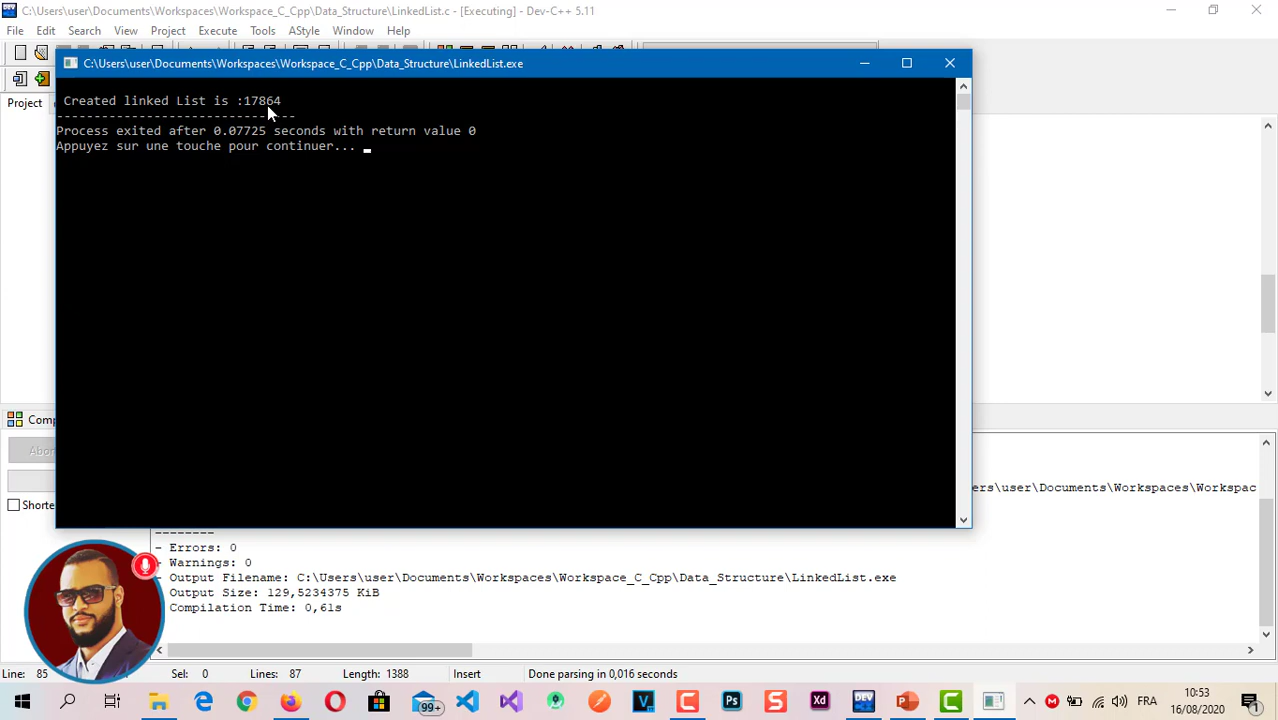 C:\Users\user\Documents\Workspaces\Workspace_C_Cpp\Data_Structure\LinkedList.c - [Executing] - Dev-C++ 5.11
File Edit Search View Project Execute Tools AStyle Window Help
C:\Users\user\Documents\Workspaces\Workspace_C_Cpp\Data_Structure\LinkedList.exe
Project
Created linked List is :17864
--------------------------------
Process exited after 0.07725 seconds with return value 0
Appuyez sur une touche pour continuer...
Comp
Abor
ers\user\Documents\Workspaces\Workspac
Shorte
--------
- Errors: 0
- Warnings: 0
- Output Filename: C:\Users\user\Documents\Workspaces\Workspace_C_Cpp\Data_Structure\LinkedList.exe
Output Size: 129,5234375 KiB
Compilation Time: 0,61s
Line: 85 Sel: 0 Lines: 87 Length: 1388 Insert Done parsing in 0,016 seconds
99+ Ps Xd DEV FRA 10:53
16/08/2020